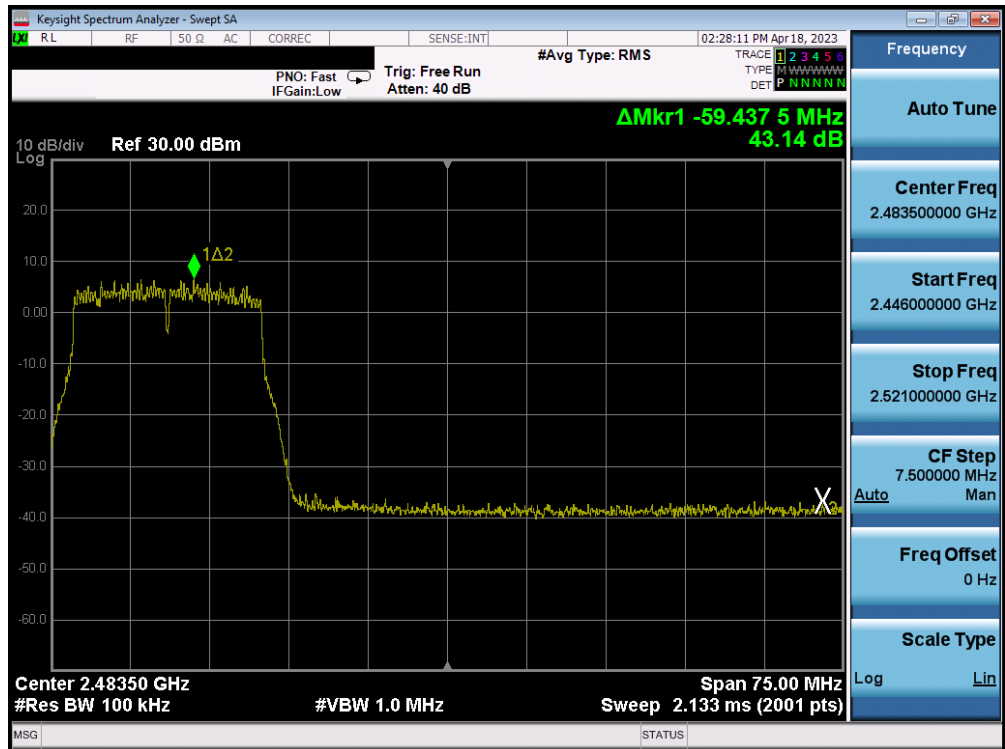 Keysight Spectrum Analyzer - Swept SA
LXI RL RF 50 Ω AC CORREC SENSE:INT 02:28:11 PM Apr 18, 2023
#Avg Type: RMS TRACE 1 2 3 4 5 6
PNO: Fast Trig: Free Run TYPE M WWWWW
IFGain:Low Atten: 40 dB DET P N N N N N
ΔMkr1 -59.437 5 MHz
43.14 dB
10 dB/div Ref 30.00 dBm
Log
20.0
1Δ2
10.0
0.00
-10.0
-20.0
-30.0
X
-40.0
-50.0
-60.0
Center 2.48350 GHz Span 75.00 MHz
#Res BW 100 kHz #VBW 1.0 MHz Sweep 2.133 ms (2001 pts)
MSG STATUS
Frequency
Auto Tune
Center Freq
2.483500000 GHz
Start Freq
2.446000000 GHz
Stop Freq
2.521000000 GHz
CF Step
7.500000 MHz
Auto Man
Freq Offset
0 Hz
Scale Type
Log Lin